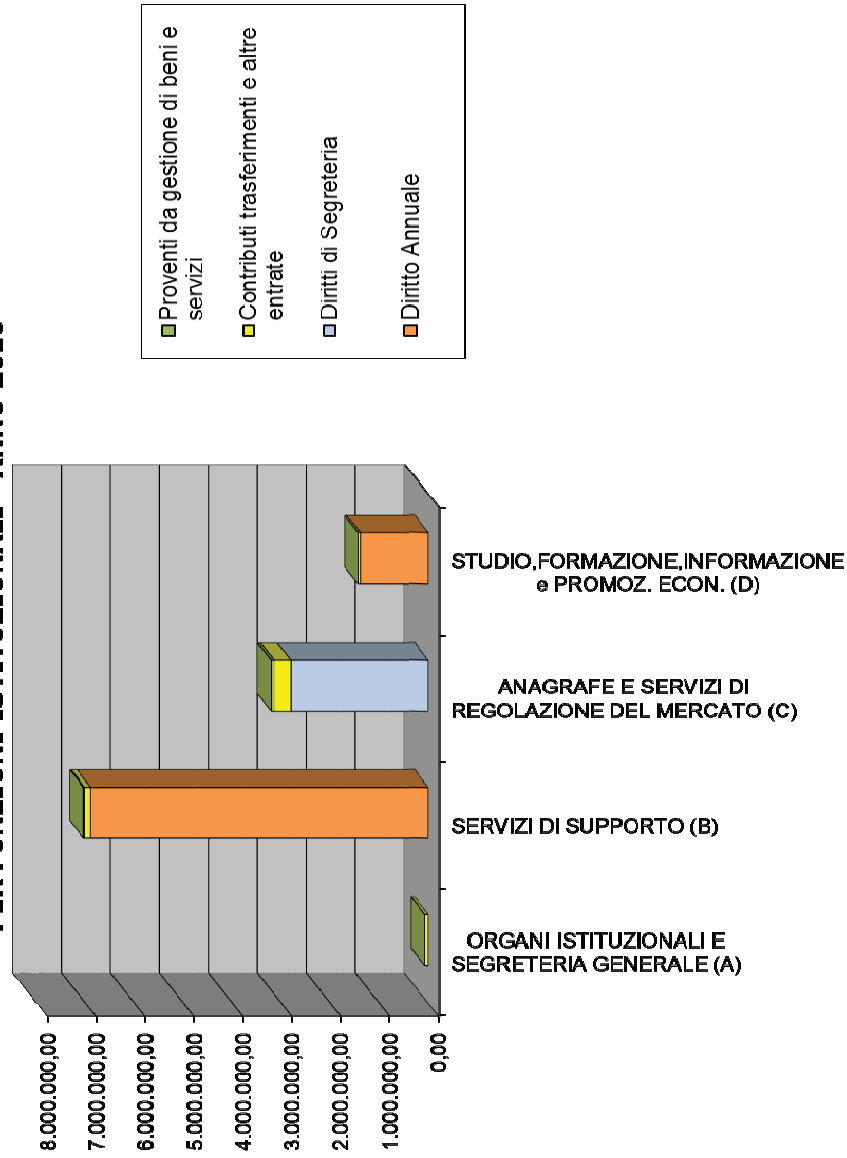 8.000.000,00
7.000.000,00
6.000.000,00
5.000.000,00
4.000.000,00
3.000.000,00
2.000.000,00
1.000.000,00
0,00
ORGANI ISTITUZIONALI E
SEGRETERIA GENERALE (A)
SERVIZI DI SUPPORTO (B)
ANAGRAFE E SERVIZI DI
REGOLAZIONE DEL MERCATO (C)
STUDIO,FORMAZIONE,INFORMAZIONE
e PROMOZ. ECON. (D)
Proventi da gestione di beni e
servizi
Contributi trasferimenti e altre
entrate
Diritti di Segreteria
Diritto Annuale